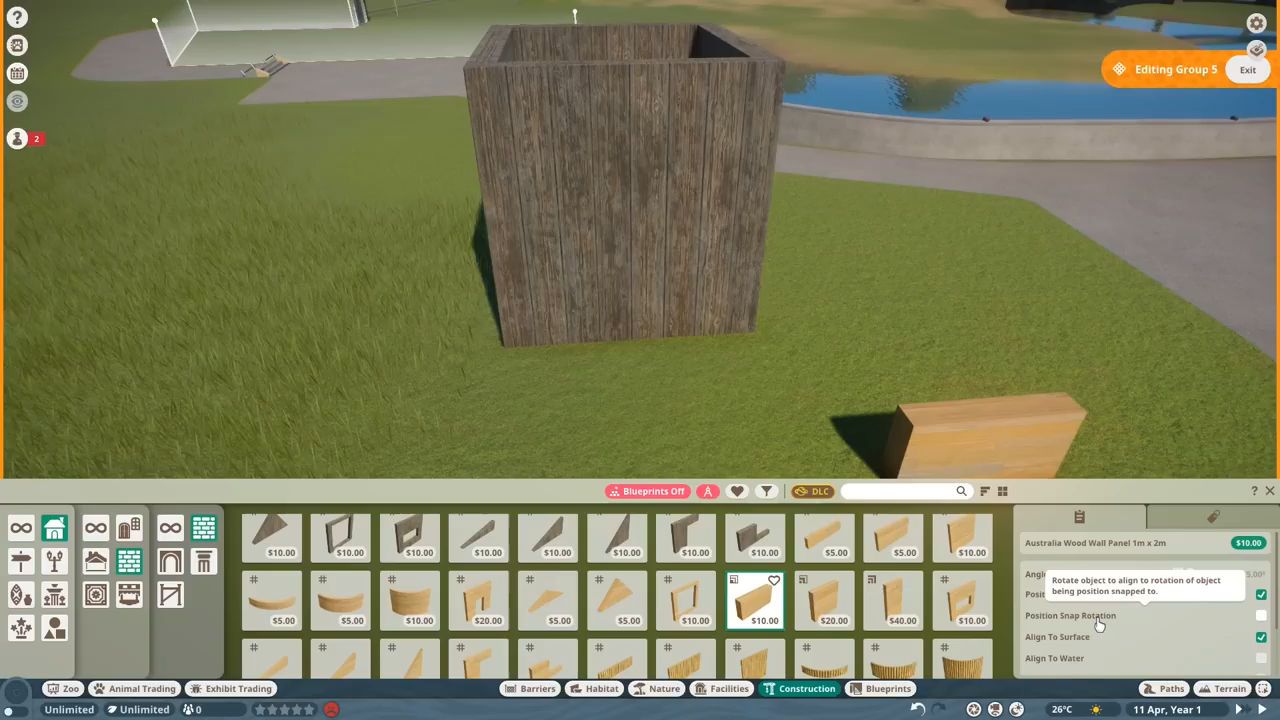 Editing Group 5
Exit
2
Blueprints Off
DLC
?
$10.00 $10.00 $10.00 $10.00 $10.00 $10.00 $10.00 $10.00 $5.00 $5.00 $10.00
$5.00 $5.00 $10.00 $20.00 $5.00 $5.00 $10.00 $10.00 $20.00 $40.00 $10.00
Australia Wood Wall Panel 1m x 2m
$10.00
Rotate object to align to rotation of object
being position snapped to.
Position Snap Rotation
Align To Surface
Align To Water
Zoo
Animal Trading
Exhibit Trading
Barriers
Habitat
Nature
Facilities
Construction
Blueprints
Paths
Terrain
Unlimited
Unlimited
0
26°C
11 Apr, Year 1